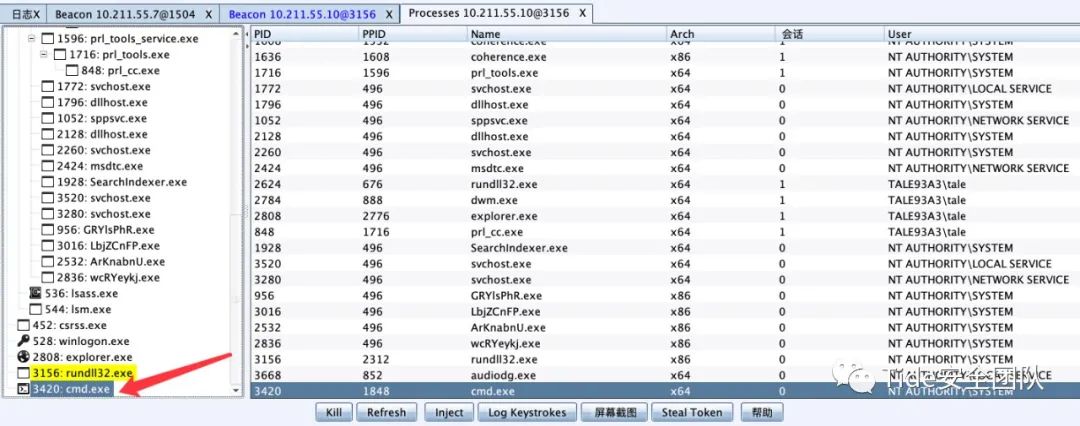 日志X Beacon 10.211.55.7@1504 X Beacon 10.211.55.10@3156 X Processes 10.211.55.10@3156 X
1596: prl_tools_service.exe
1716: prl_tools.exe
848: prl_cc.exe
1772: svchost.exe
1796: dllhost.exe
1052: sppsvc.exe
2128: dllhost.exe
2260: svchost.exe
2424: msdtc.exe
1928: SearchIndexer.exe
3520: svchost.exe
3280: svchost.exe
956: GRYlsPhR.exe
3016: LbjZCnFP.exe
2532: ArKnabnU.exe
2836: wcRYeykj.exe
536: lsass.exe
544: lsm.exe
452: csrss.exe
528: winlogon.exe
2808: explorer.exe
3156: rundll32.exe
3420: cmd.exe
PID PPID Name Arch 会话 User
1608 1592 coherence.exe x64 1 NT AUTHORITY\SYSTEM
1636 1608 coherence.exe x86 1 NT AUTHORITY\SYSTEM
1716 1596 prl_tools.exe x64 1 NT AUTHORITY\SYSTEM
1772 496 svchost.exe x64 0 NT AUTHORITY\LOCAL SERVICE
1796 496 dllhost.exe x64 0 NT AUTHORITY\SYSTEM
1052 496 sppsvc.exe x64 0 NT AUTHORITY\NETWORK SERVICE
2128 496 dllhost.exe x64 0 NT AUTHORITY\SYSTEM
2260 496 svchost.exe x64 0 NT AUTHORITY\SYSTEM
2424 496 msdtc.exe x64 0 NT AUTHORITY\NETWORK SERVICE
2624 676 rundll32.exe x64 1 TALE93A3\tale
2784 888 dwm.exe x64 1 TALE93A3\tale
2808 2776 explorer.exe x64 1 TALE93A3\tale
848 1716 prl_cc.exe x64 1 TALE93A3\tale
1928 496 SearchIndexer.exe x64 0 NT AUTHORITY\SYSTEM
3520 496 svchost.exe x64 0 NT AUTHORITY\LOCAL SERVICE
3280 496 svchost.exe x64 0 NT AUTHORITY\NETWORK SERVICE
956 496 GRYlsPhR.exe x86 0 NT AUTHORITY\SYSTEM
3016 496 LbjZCnFP.exe x86 0 NT AUTHORITY\SYSTEM
2532 496 ArKnabnU.exe x86 0 NT AUTHORITY\SYSTEM
2836 496 wcRYeykj.exe x86 0 NT AUTHORITY\SYSTEM
3156 2312 rundll32.exe x86 0 NT AUTHORITY\SYSTEM
3668 852 audiodg.exe x64 0 NT AUTHORITY\LOCAL SERVICE
3420 1848 cmd.exe x64 0 NT AUTHORITY\SYSTEM
Tide安全团队
Kill Refresh Inject Log Keystrokes 屏幕截图 Steal Token 帮助